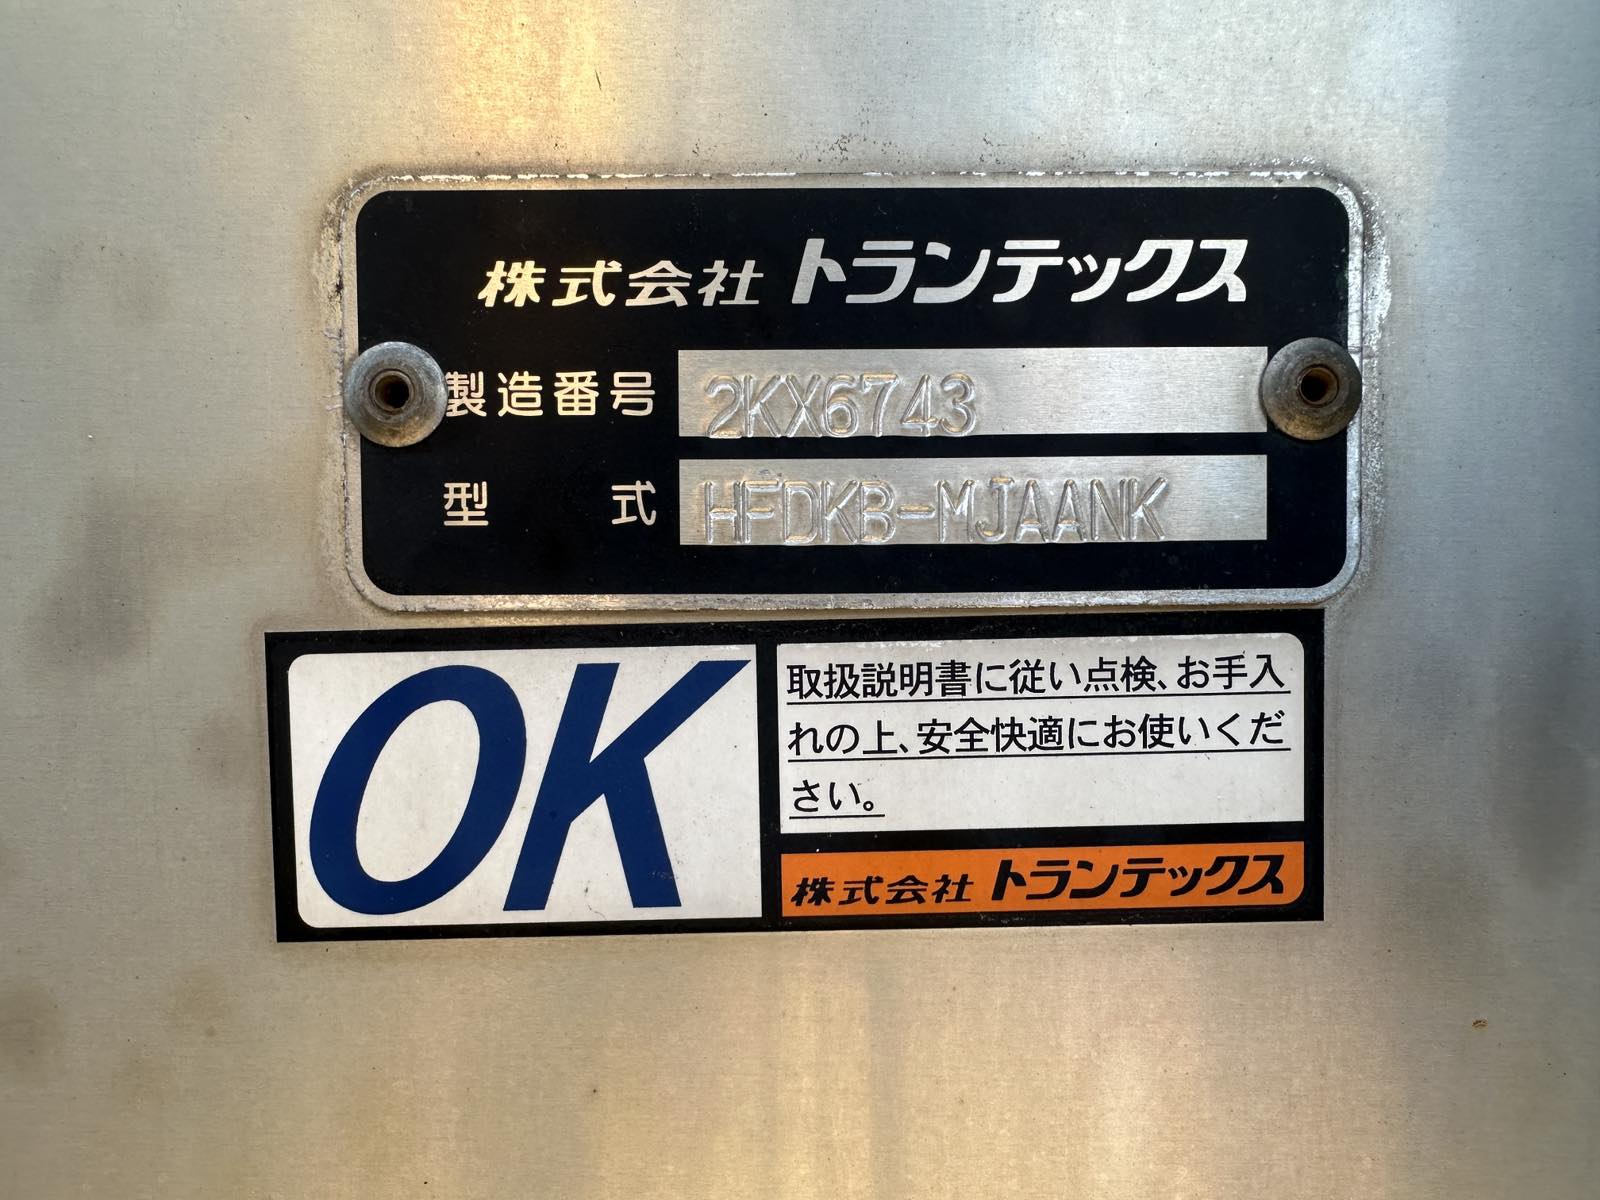 株式会社 トランテックス
製造番号 2KX6743
型式 HFDKB-MJAANK
OK
取扱説明書に従い点検、お手入
れの上、安全快適にお使いくだ
さい。
株式会社 トランテックス